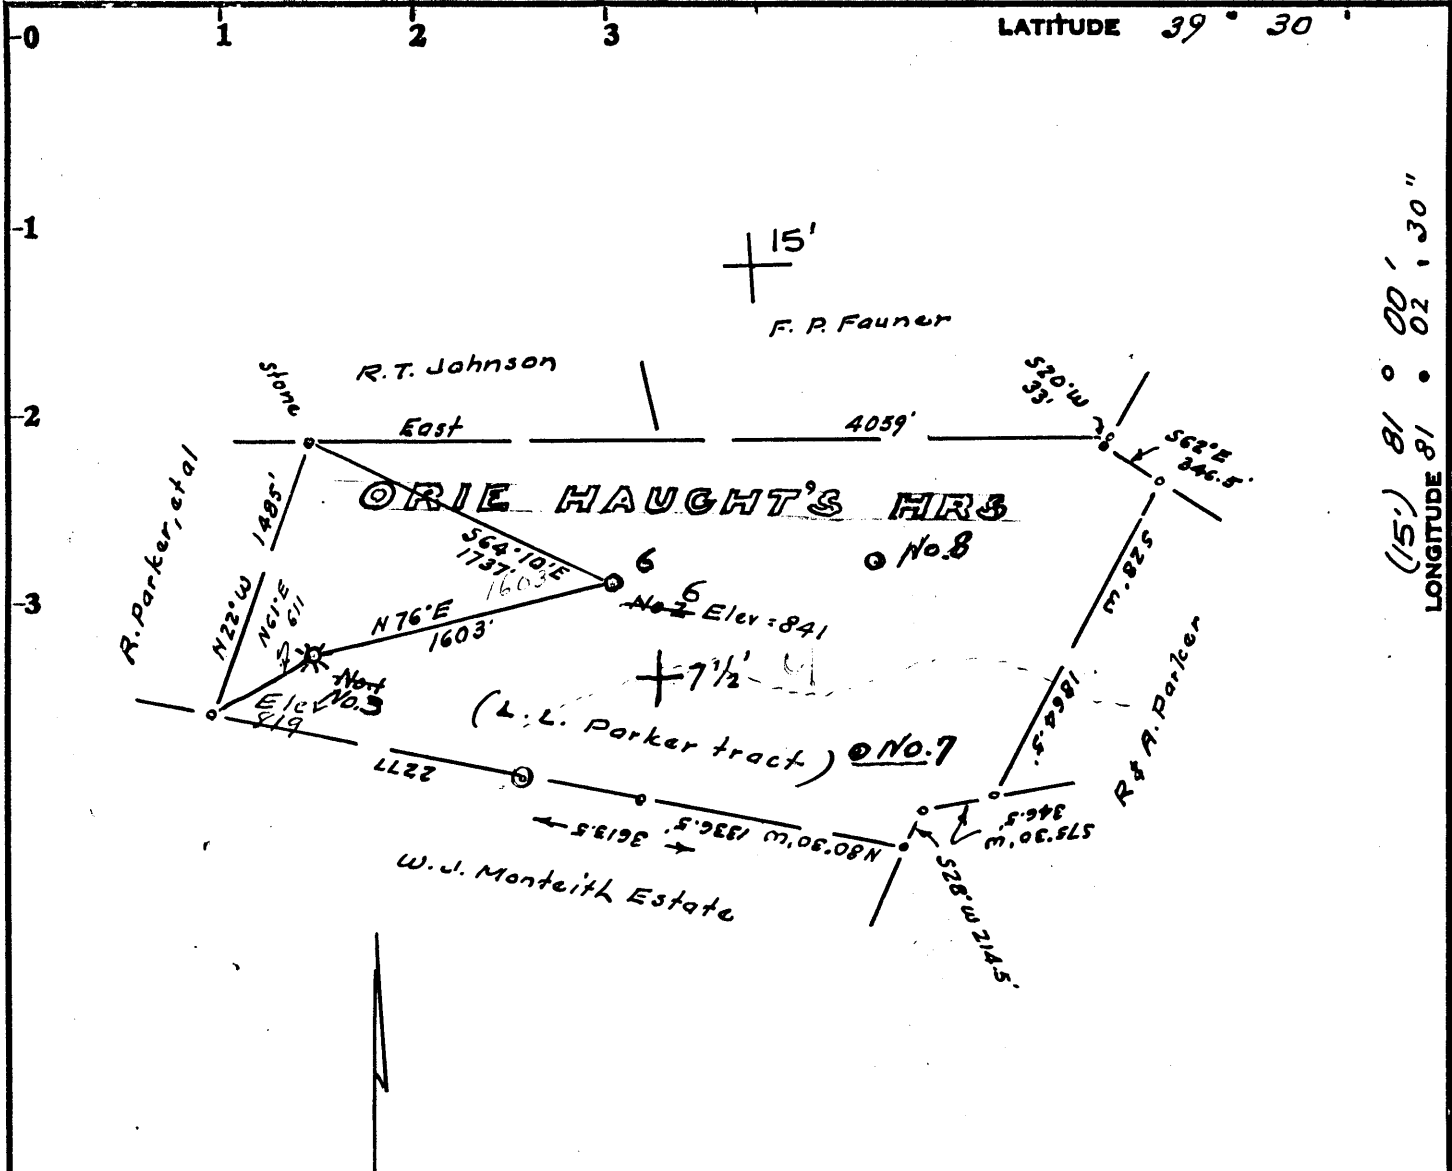 0
1
2
3
LATITUDE 39° 30'
1
15'
F. P. Fauner
(15') 81° 00'
LONGITUDE 81° 02' 30"
R.T. Johnson
Stone
S20°W
33'
2
East
4059'
S62°E
346.5'
R. Parker, et al
1485'
N22°W
ORIE HAUGHT'S HRS
S64°10'E
1737'
1603
No. 8
6
S28°W
1864.5'
3
N61°E
611
N76°E
1603'
No 2 6 Elev = 841
No 1
No. 3
Elev
819
7½'
(L. L. Parker tract)
No. 7
R & A. Parker
2277
3613.5'
N80°30'W 1336.5'
S75°30'W
346.5'
S28°W 214.5'
W. J. Monteith Estate